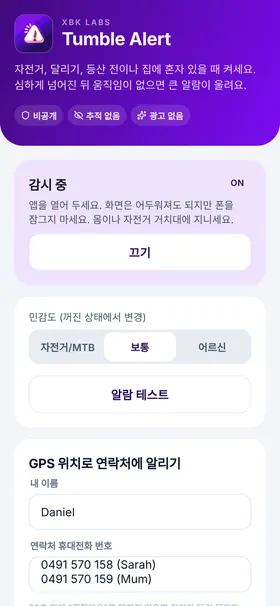 XBK LABS
Tumble Alert
자전거, 달리기, 등산 전이나 집에 혼자 있을 때 켜세요.
심하게 넘어진 뒤 움직임이 없으면 큰 알람이 울려요.
비공개
추적 없음
광고 없음
감시 중
ON
앱을 열어 두세요. 화면은 어두워져도 되지만 폰을
잠그지 마세요. 몸이나 자전거 거치대에 지니세요.
끄기
민감도 (꺼진 상태에서 변경)
자전거/MTB
보통
어르신
알람 테스트
GPS 위치로 연락처에 알리기
내 이름
Daniel
연락처 휴대전화 번호
0491 570 158 (Sarah)
0491 570 159 (Mum)